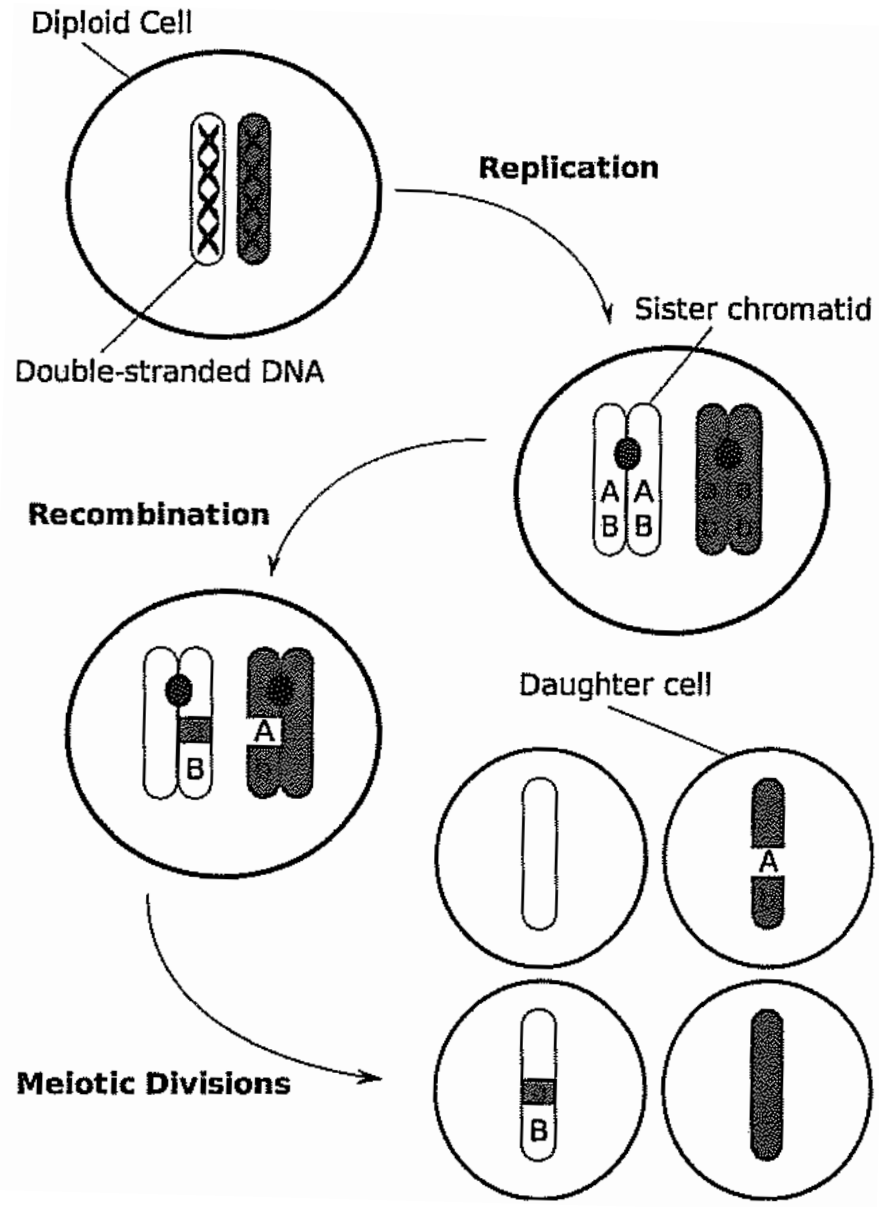 Diploid Cell
Replication
Double-stranded DNA
Sister chromatid
A A
B B
Recombination
A
B
Daughter cell
A
B
Meiotic Divisions